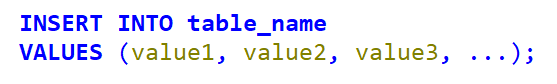 INSERT INTO table_name
VALUES (value1, value2, value3, ...);